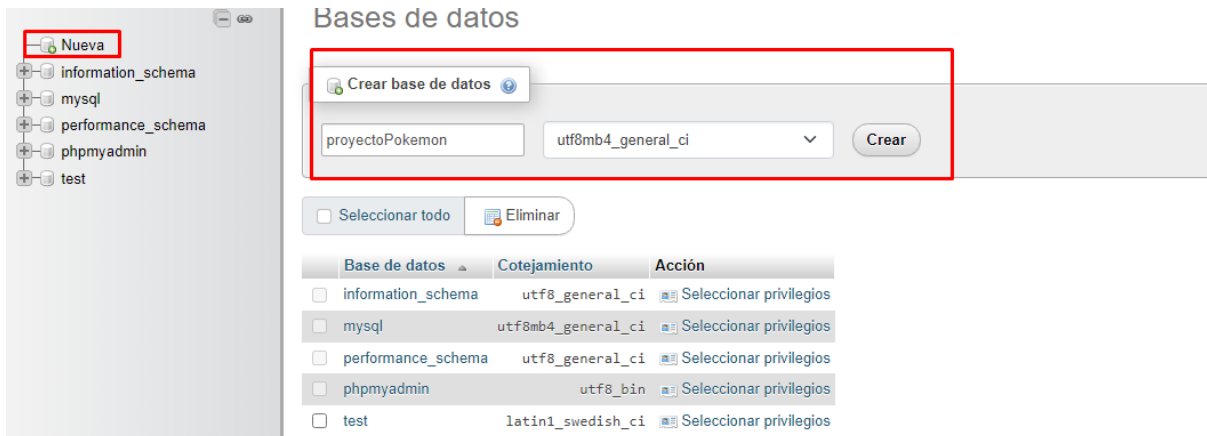 Nueva
information_schema
mysql
performance_schema
phpmyadmin
test
Bases de datos
Crear base de datos
proyectoPokemon utf8mb4_general_ci Crear
Seleccionar todo Eliminar
Base de datos Cotejamiento Acción
information_schema utf8_general_ci Seleccionar privilegios
mysql utf8mb4_general_ci Seleccionar privilegios
performance_schema utf8_general_ci Seleccionar privilegios
phpmyadmin utf8_bin Seleccionar privilegios
test latin1_swedish_ci Seleccionar privilegios